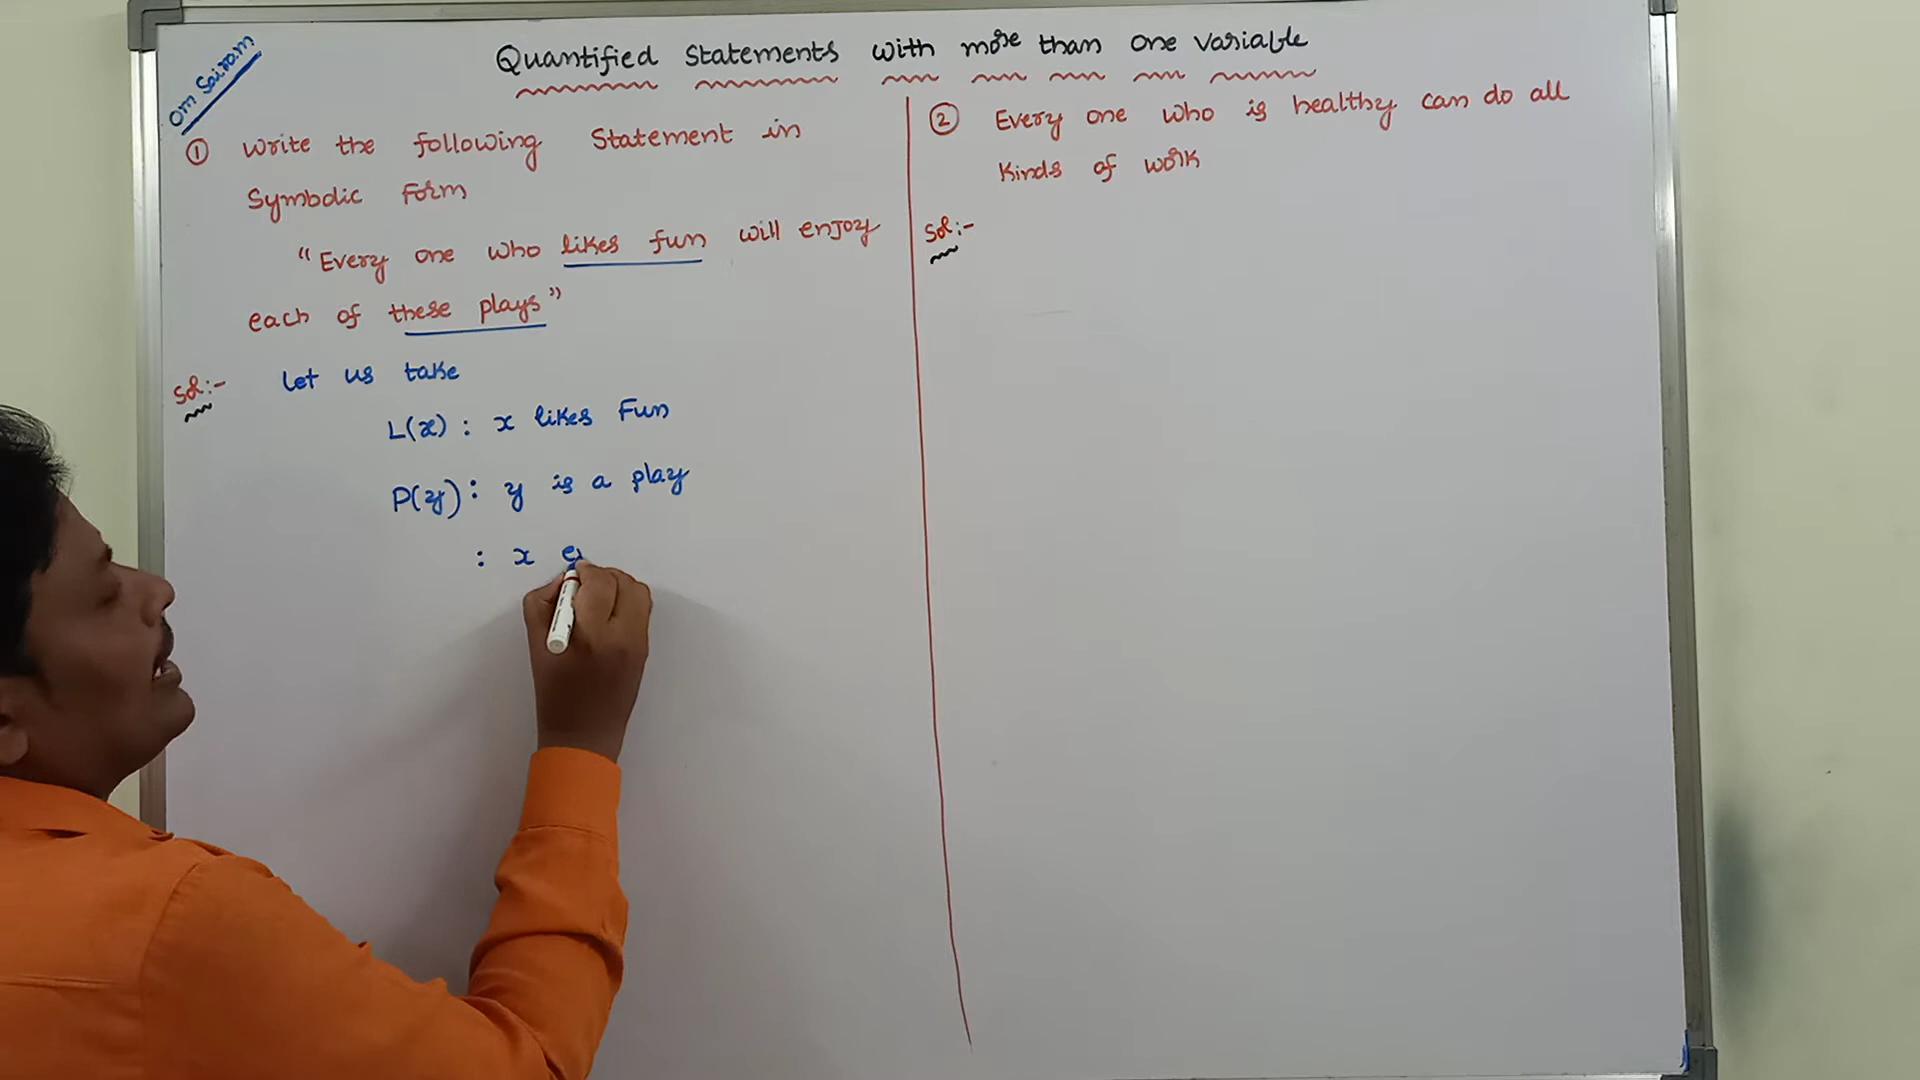 Om Sairam
Quantified Statements with more than one variable
① Write the following Statement in
Symbolic Form
"Every one who likes fun will enjoy
each of these plays"
Sol:- Let us take
L(x) : x likes Fun
P(y) : y is a play
: x e
② Every one who is healthy can do all
Kinds of work
Sol:-